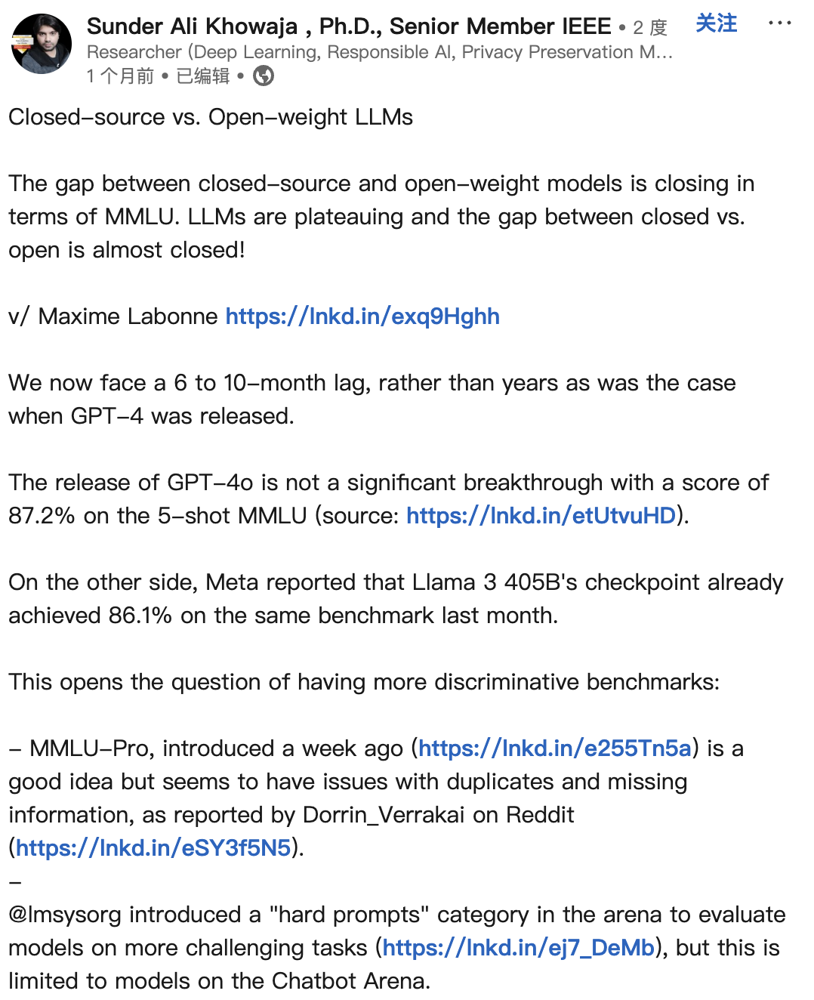 Sunder Ali Khowaja , Ph.D., Senior Member IEEE • 2 度
关注
Researcher (Deep Learning, Responsible AI, Privacy Preservation M...
1 个月前 • 已编辑 •
Closed-source vs. Open-weight LLMs
The gap between closed-source and open-weight models is closing in
terms of MMLU. LLMs are plateauing and the gap between closed vs.
open is almost closed!
v/ Maxime Labonne https://lnkd.in/exq9Hghh
We now face a 6 to 10-month lag, rather than years as was the case
when GPT-4 was released.
The release of GPT-4o is not a significant breakthrough with a score of
87.2% on the 5-shot MMLU (source: https://lnkd.in/etUtvuHD).
On the other side, Meta reported that Llama 3 405B's checkpoint already
achieved 86.1% on the same benchmark last month.
This opens the question of having more discriminative benchmarks:
- MMLU-Pro, introduced a week ago (https://lnkd.in/e255Tn5a) is a
good idea but seems to have issues with duplicates and missing
information, as reported by Dorrin_Verrakai on Reddit
(https://lnkd.in/eSY3f5N5).
-
@lmsysorg introduced a "hard prompts" category in the arena to evaluate
models on more challenging tasks (https://lnkd.in/ej7_DeMb), but this is
limited to models on the Chatbot Arena.